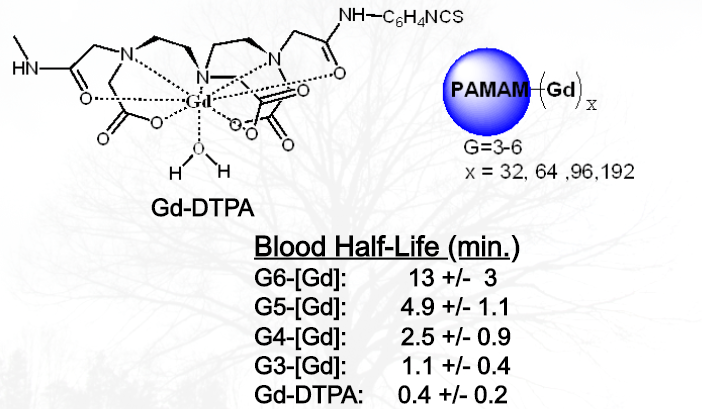 NH-C₆H₄NCS
HN
N
N
N
O
O
Gd
O
O
O
O
O
O
O
H
H
Gd-DTPA
PAMAM-(Gd)x
G=3-6
x = 32, 64 ,96,192
Blood Half-Life (min.)
G6-[Gd]: 13 +/- 3
G5-[Gd]: 4.9 +/- 1.1
G4-[Gd]: 2.5 +/- 0.9
G3-[Gd]: 1.1 +/- 0.4
Gd-DTPA: 0.4 +/- 0.2